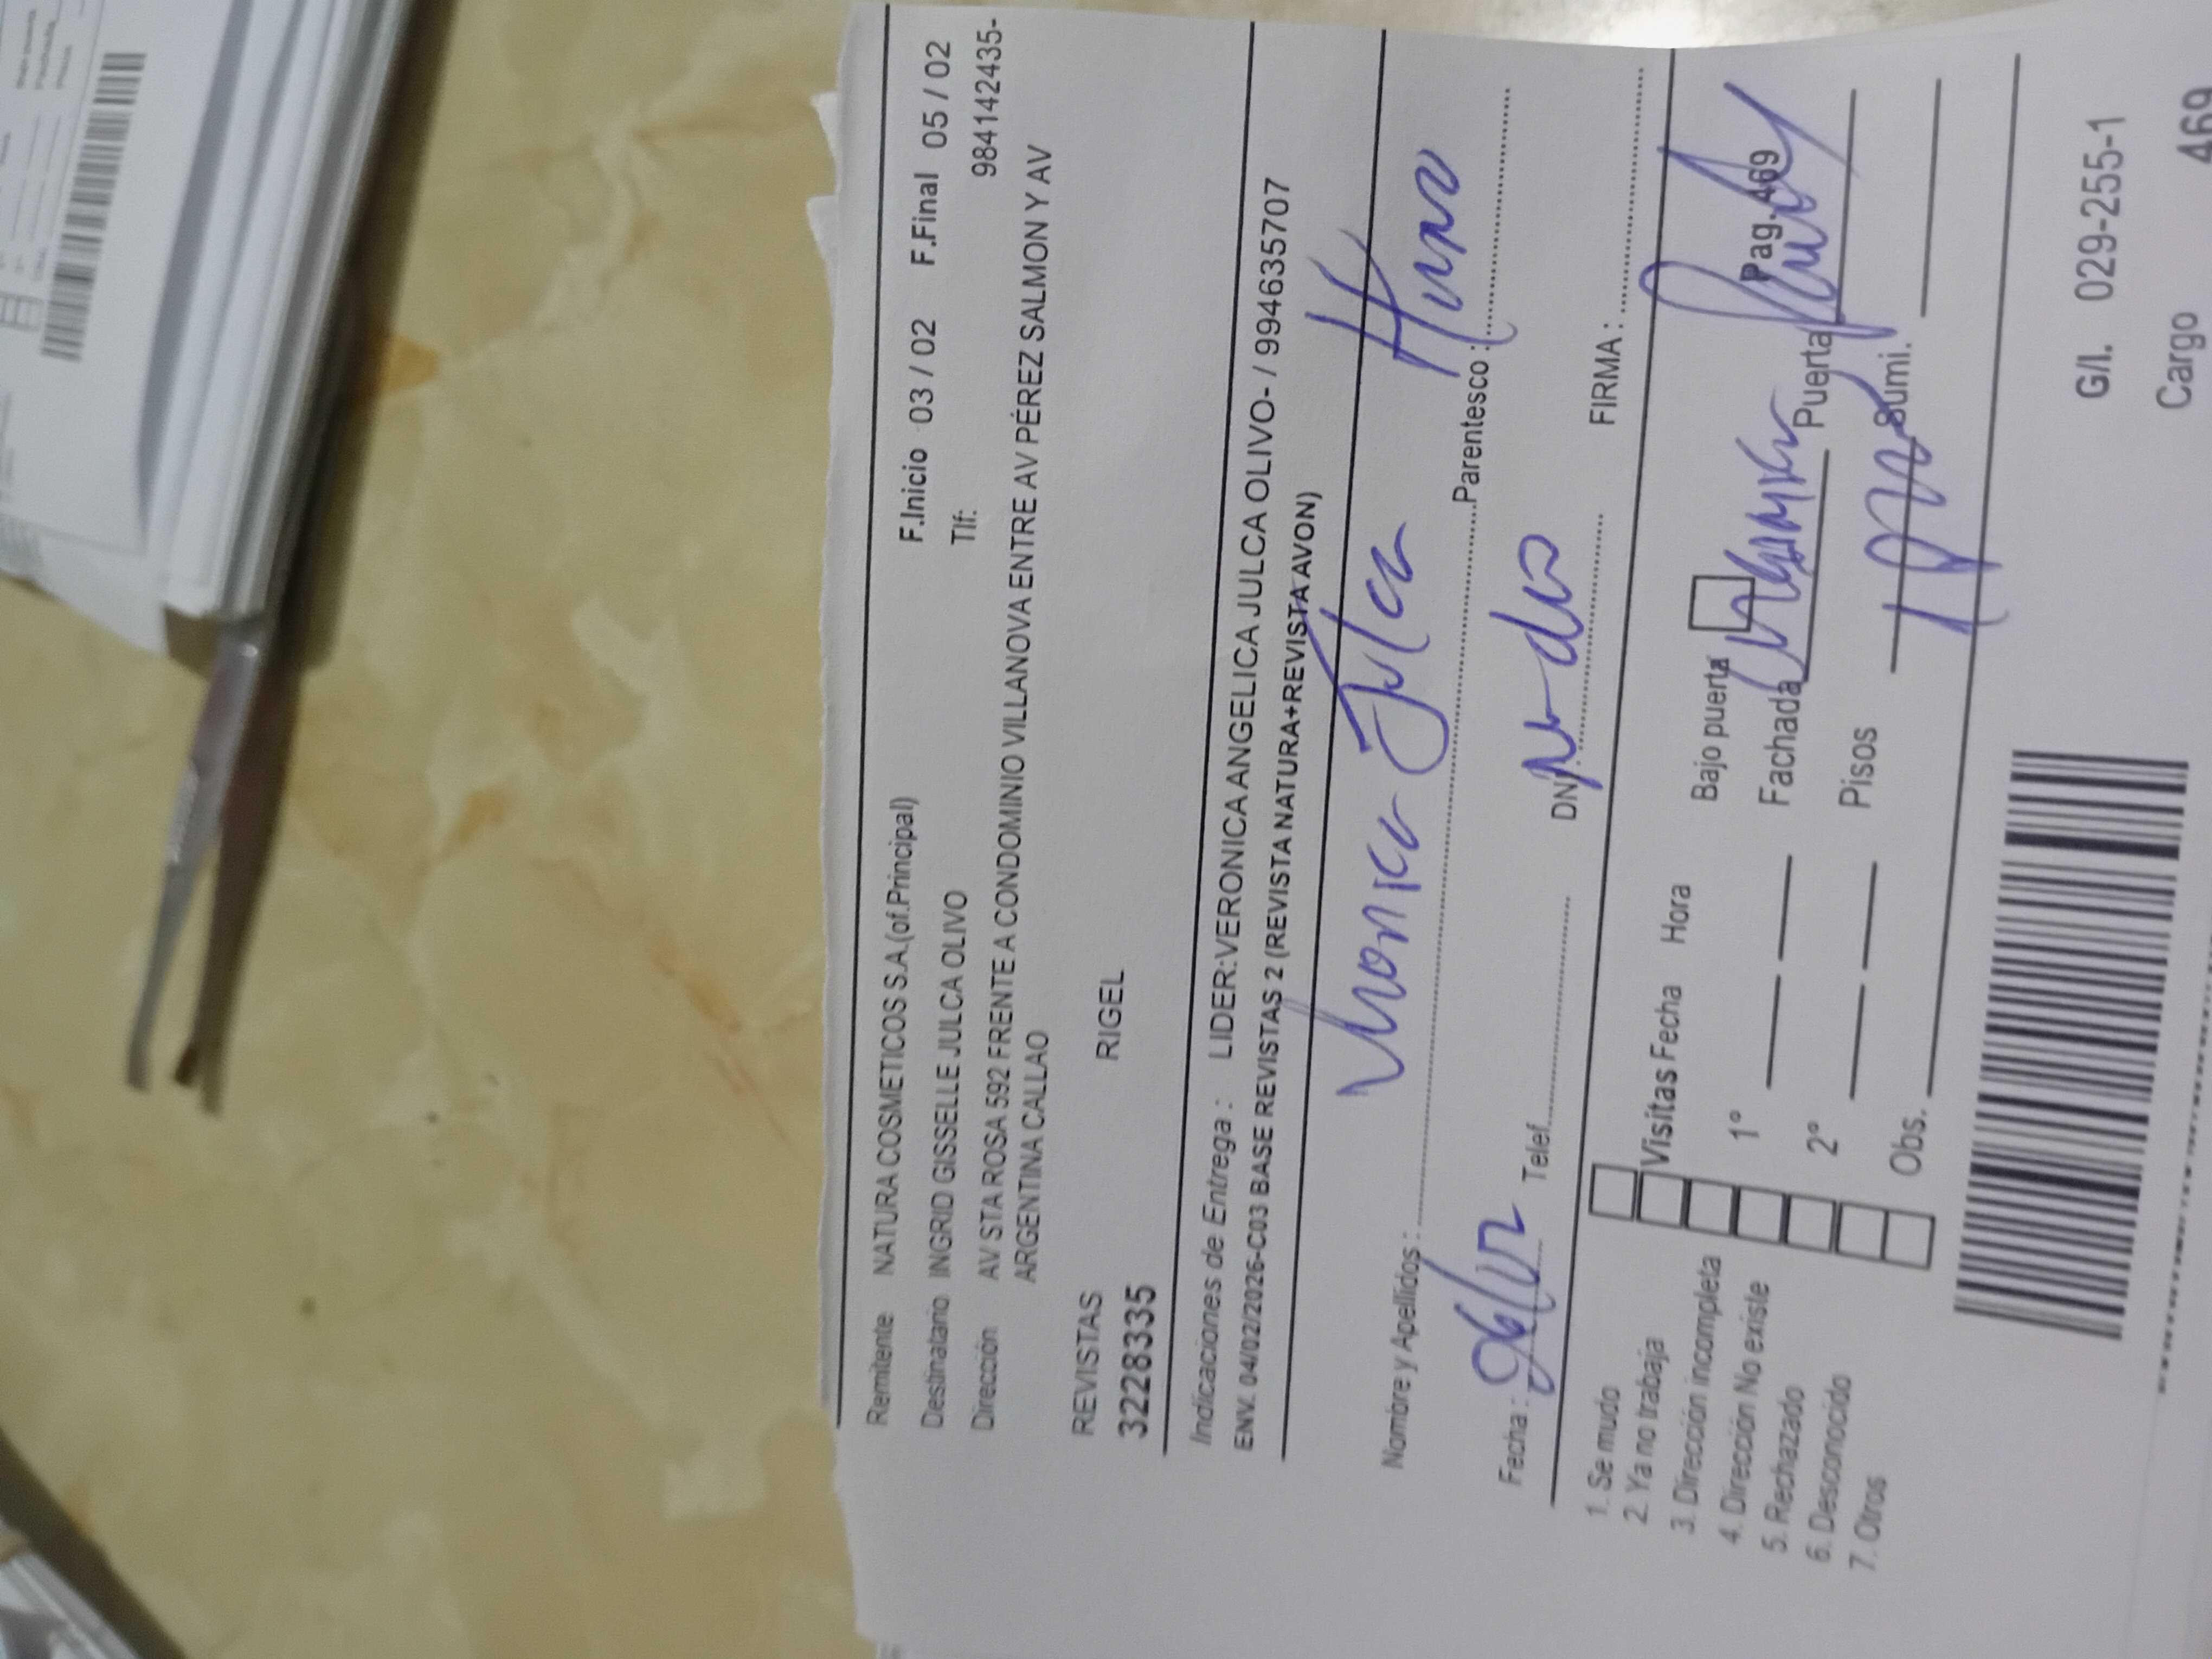 Remitente NATURA COSMETICOS S.A.(of.Principal) F.Inicio 03 / 02 F.Final 05 / 02
Destinatario INGRID GISSELLE JULCA OLIVO Tlf: 984142435-
Dirección AV STA ROSA 592 FRENTE A CONDOMINIO VILLANOVA ENTRE AV PÉREZ SALMON Y AV
ARGENTINA CALLAO
REVISTAS RIGEL
3228335
Indicaciones de Entrega : LIDER:VERONICA ANGELICA JULCA OLIVO- / 994635707
ENV. 04/02/2026-C03 BASE REVISTAS 2 (REVISTA NATURA+REVISTA AVON)
Nombre y Apellidos : Monica Julca Parentesco :
Fecha : Telef. DNI FIRMA :
1. Se mudo
2. Ya no trabaja Visitas Fecha Hora Bajo puerta
3. Dirección incompleta 1° Fachada Puerta Pag. 469
4. Dirección No existe 2° Pisos Sumi.
5. Rechazado Obs.
6. Desconocido
7. Otros
G/I. 029-255-1
Cargo 469